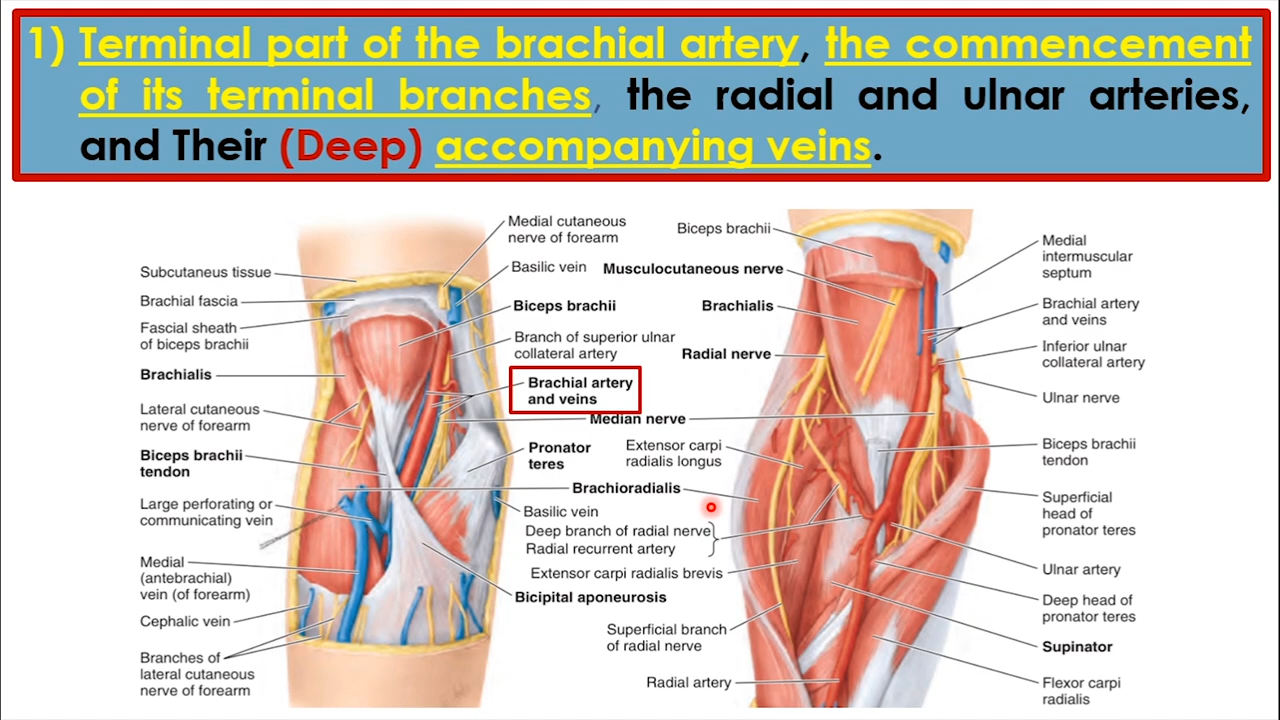 1) Terminal part of the brachial artery, the commencement
of its terminal branches, the radial and ulnar arteries,
and Their (Deep) accompanying veins.
Subcutaneus tissue
Brachial fascia
Fascial sheath
of biceps brachii
Brachialis
Lateral cutaneous
nerve of forearm
Biceps brachii
tendon
Large perforating or
communicating vein
Medial
(antebrachial)
vein (of forearm)
Cephalic vein
Branches of
lateral cutaneous
nerve of forearm
Medial cutaneous
nerve of forearm
Basilic vein
Biceps brachii
Branch of superior ulnar
collateral artery
Brachial artery
and veins
Median nerve
Pronator
teres
Brachioradialis
Basilic vein
Deep branch of radial nerve
Radial recurrent artery
Extensor carpi radialis brevis
Bicipital aponeurosis
Superficial branch
of radial nerve
Radial artery
Biceps brachii
Musculocutaneous nerve
Brachialis
Radial nerve
Extensor carpi
radialis longus
Medial
intermuscular
septum
Brachial artery
and veins
Inferior ulnar
collateral artery
Ulnar nerve
Biceps brachii
tendon
Superficial
head of
pronator teres
Ulnar artery
Deep head of
pronator teres
Supinator
Flexor carpi
radialis